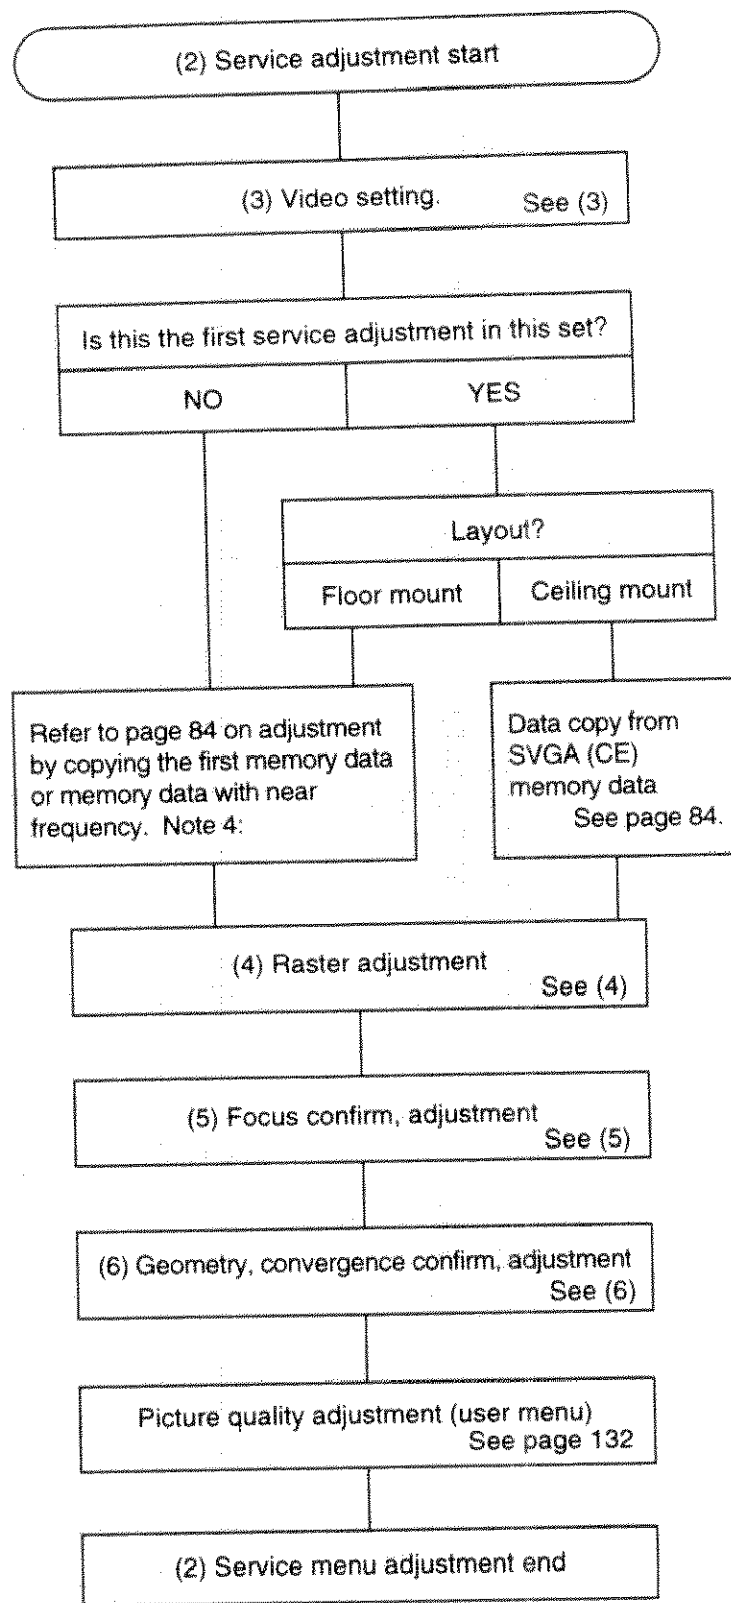 (2) Service adjustment start
(3) Video setting.
See (3)
Is this the first service adjustment in this set?
NO
YES
Layout?
Floor mount
Ceiling mount
Refer to page 84 on adjustment
by copying the first memory data
or memory data with near
frequency. Note 4:
Data copy from
SVGA (CE)
memory data
See page 84.
(4) Raster adjustment
See (4)
(5) Focus confirm, adjustment
See (5)
(6) Geometry, convergence confirm, adjustment
See (6)
Picture quality adjustment (user menu)
See page 132
(2) Service menu adjustment end